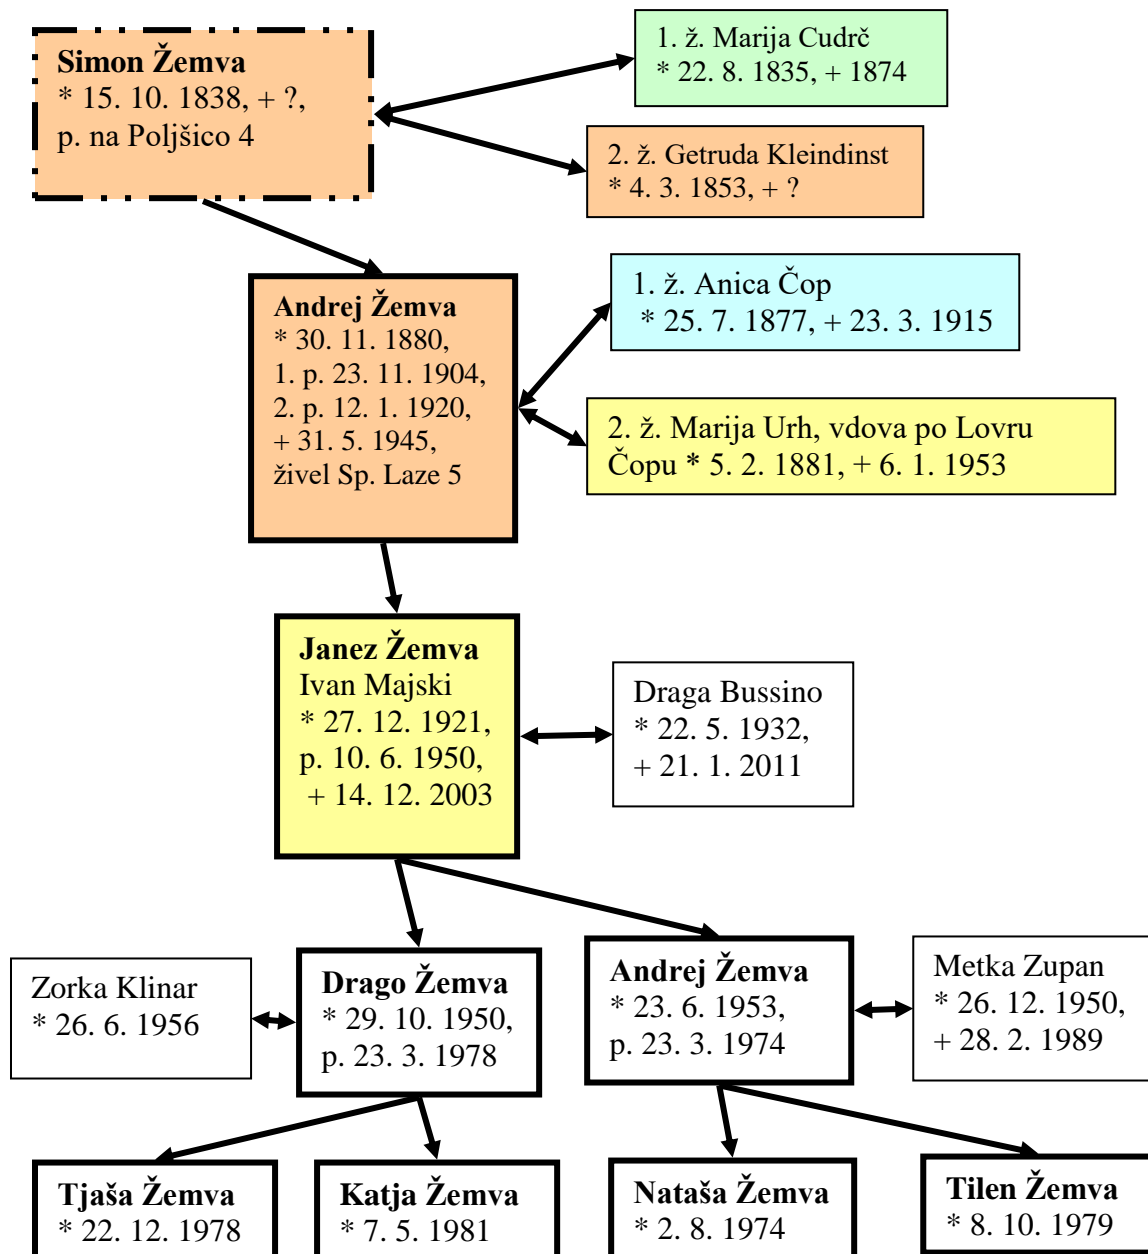 Simon Žemva
* 15. 10. 1838, + ?,
p. na Poljšico 4
1. ž. Marija Cudrč
* 22. 8. 1835, + 1874
2. ž. Getruda Kleindinst
* 4. 3. 1853, + ?
Andrej Žemva
* 30. 11. 1880,
1. p. 23. 11. 1904,
2. p. 12. 1. 1920,
+ 31. 5. 1945,
živel Sp. Laze 5
1. ž. Anica Čop
* 25. 7. 1877, + 23. 3. 1915
2. ž. Marija Urh, vdova po Lovru
Čopu * 5. 2. 1881, + 6. 1. 1953
Janez Žemva
Ivan Majski
* 27. 12. 1921,
p. 10. 6. 1950,
+ 14. 12. 2003
Draga Bussino
* 22. 5. 1932,
+ 21. 1. 2011
Zorka Klinar
* 26. 6. 1956
Drago Žemva
* 29. 10. 1950,
p. 23. 3. 1978
Andrej Žemva
* 23. 6. 1953,
p. 23. 3. 1974
Metka Zupan
* 26. 12. 1950,
+ 28. 2. 1989
Tjaša Žemva
* 22. 12. 1978
Katja Žemva
* 7. 5. 1981
Nataša Žemva
* 2. 8. 1974
Tilen Žemva
* 8. 10. 1979